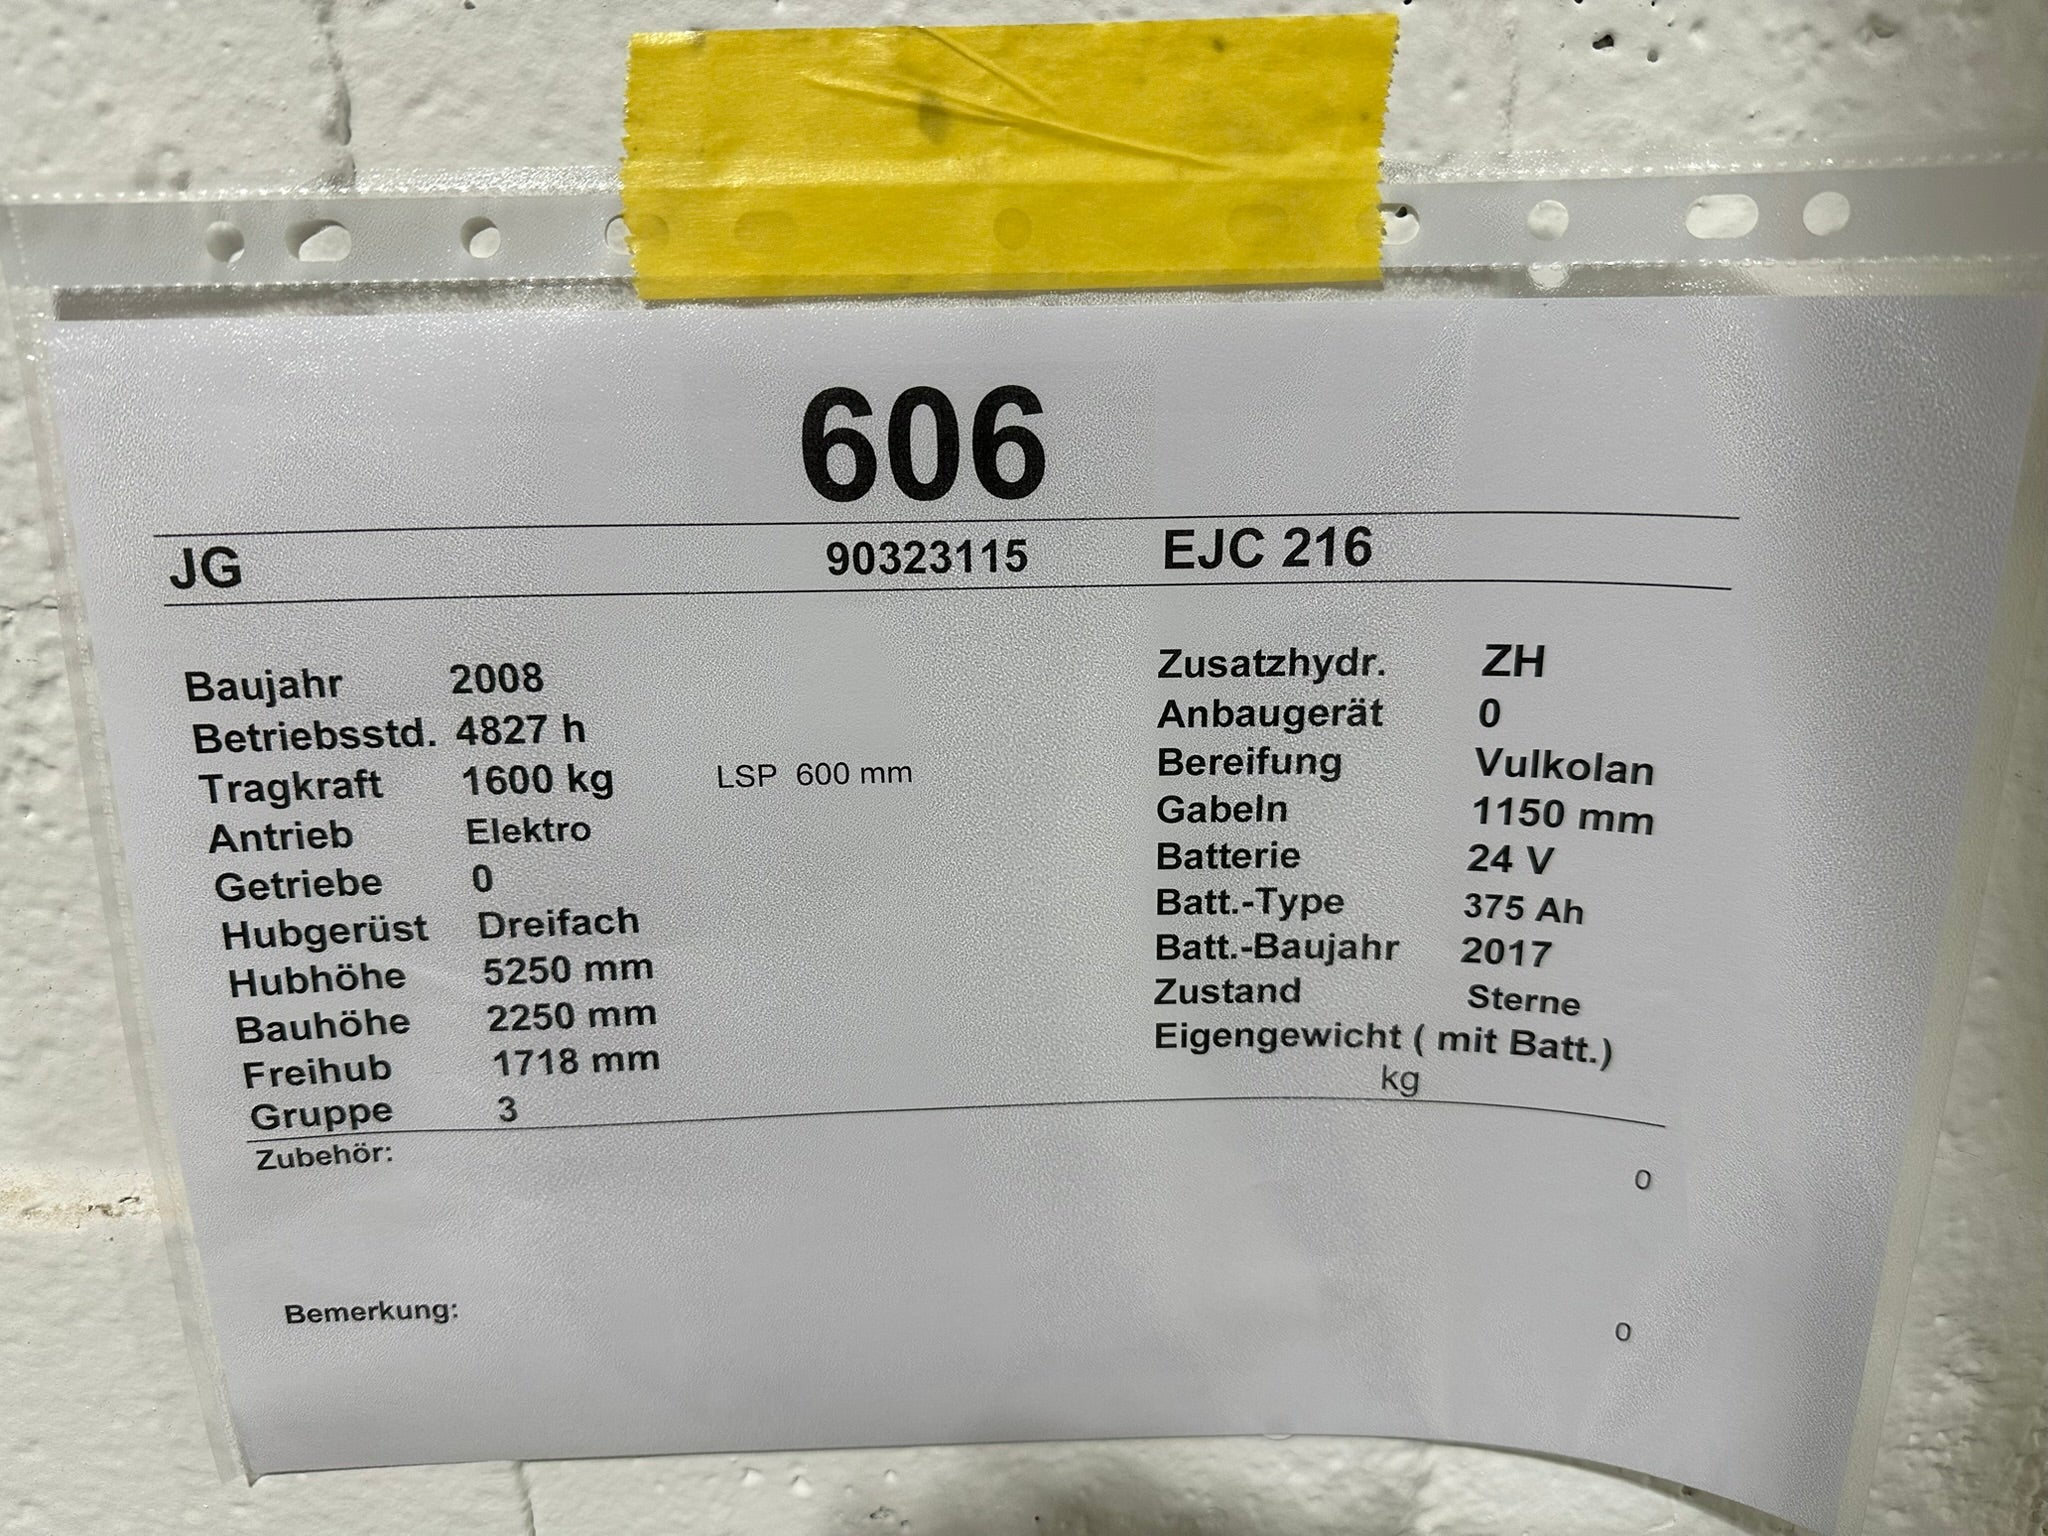 606
JG 90323115 EJC 216
Baujahr 2008
Betriebsstd. 4827 h
Tragkraft 1600 kg LSP 600 mm
Antrieb Elektro
Getriebe 0
Hubgerüst Dreifach
Hubhöhe 5250 mm
Bauhöhe 2250 mm
Freihub 1718 mm
Gruppe 3
Zusatzhydr. ZH
Anbaugerät 0
Bereifung Vulkolan
Gabeln 1150 mm
Batterie 24 V
Batt.-Type 375 Ah
Batt.-Baujahr 2017
Zustand Sterne
Eigengewicht ( mit Batt.)
kg
Zubehör:
0
Bemerkung:
0